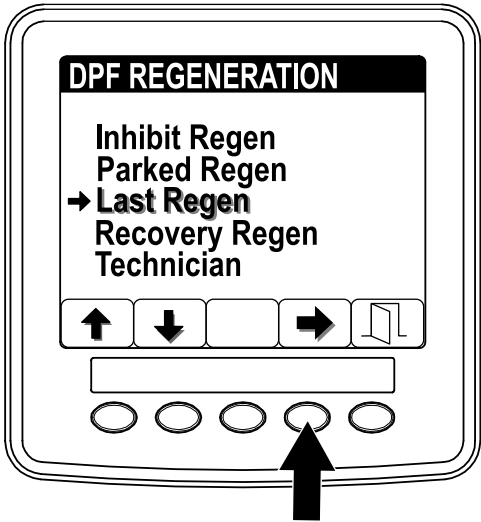 DPF REGENERATION
Inhibit Regen
Parked Regen
Last Regen
Recovery Regen
Technician